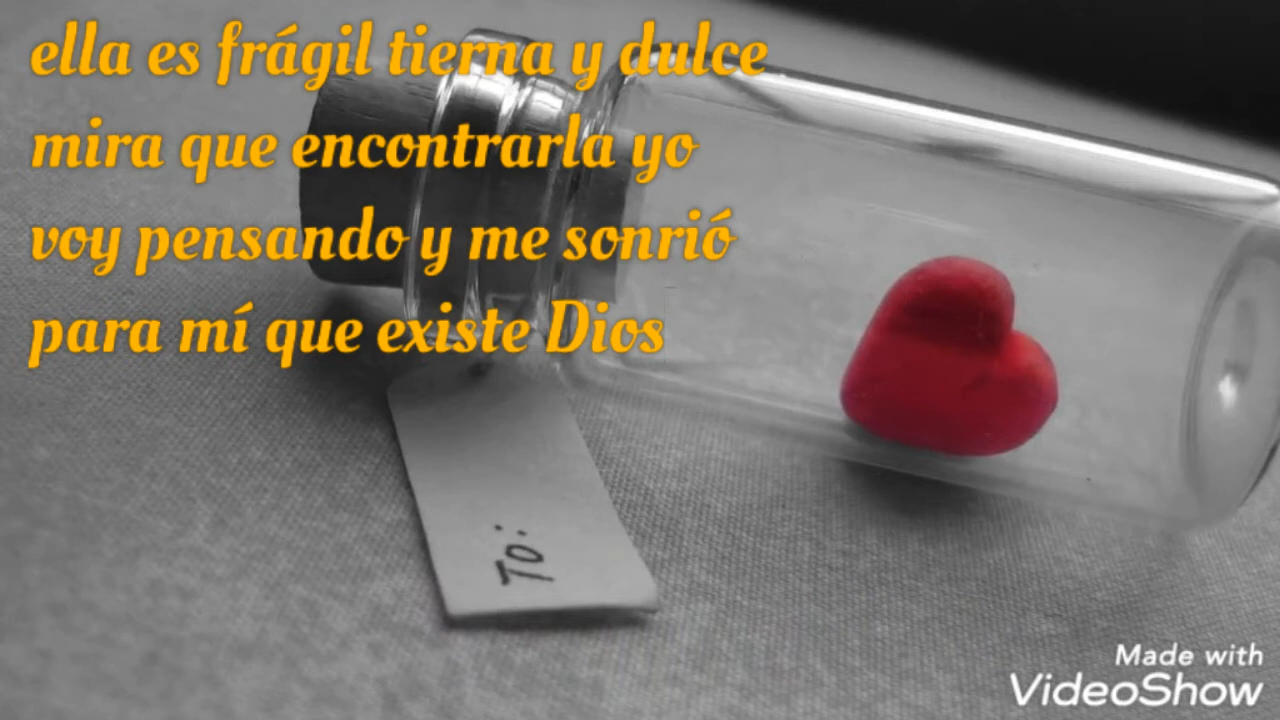 ella es frágil tierna y dulce
mira que encontrarla yo
voy pensando y me sonrió
para mí que existe Dios
To:
Made with
VideoShow